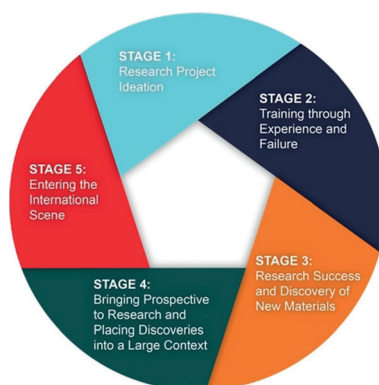 STAGE 1:
Research Project
Ideation
STAGE 2:
Training through
Experience and
Failure
STAGE 3:
Research Success
and Discovery of
New Materials
STAGE 4:
Bringing Prospective
to Research and
Placing Discoveries
into a Large Context
STAGE 5:
Entering the
International
Scene